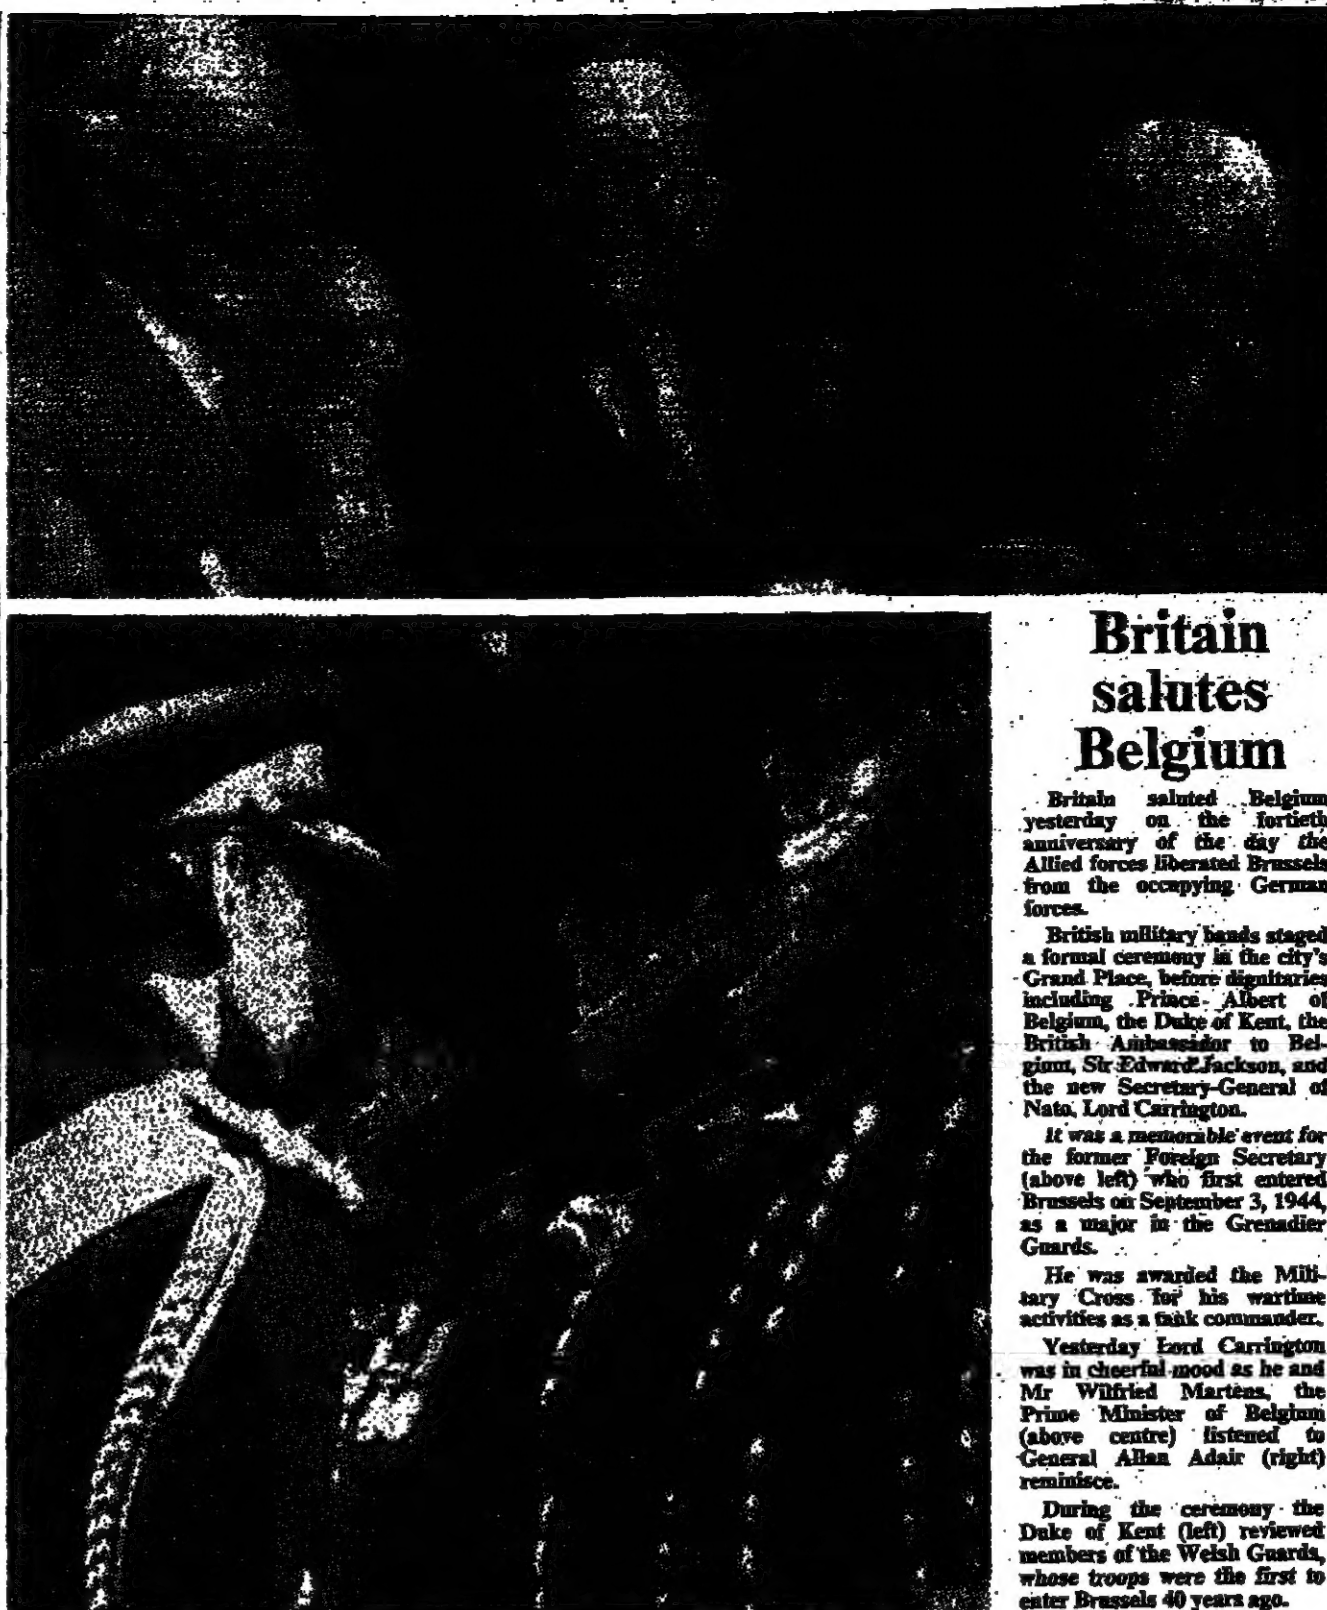 Britain
salutes
Belgium
Britain saluted Belgium
yesterday on the fortieth
anniversary of the day the
Allied forces liberated Brussels
from the occupying German
forces.
British military bands staged
a formal ceremony in the city's
Grand Place, before dignitaries
including Prince Albert of
Belgium, the Duke of Kent, the
British Ambassador to Bel-
gium, Sir Edward Jackson, and
the new Secretary-General of
Nato, Lord Carrington.
It was a memorable event for
the former Foreign Secretary
(above left) who first entered
Brussels on September 3, 1944,
as a major in the Grenadier
Guards.
He was awarded the Mili-
tary Cross for his wartime
activities as a tank commander.
Yesterday Lord Carrington
was in cheerful mood as he and
Mr Wilfried Martens, the
Prime Minister of Belgium
(above centre) listened to
General Allan Adair (right)
reminisce.
During the ceremony the
Duke of Kent (left) reviewed
members of the Welsh Guards,
whose troops were the first to
enter Brussels 40 years ago.